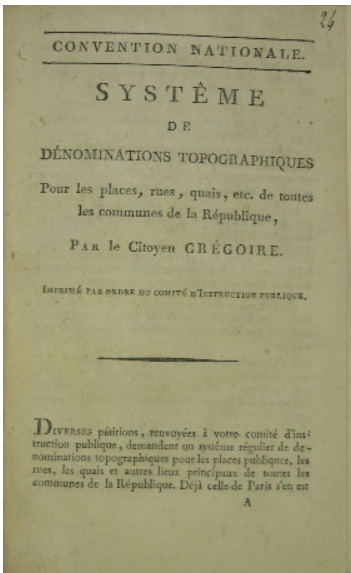 24
CONVENTION NATIONALE.
SYSTÊME
DE
DÉNOMINATIONS TOPOGRAPHIQUES
Pour les places, rues, quais, etc. de toutes
les communes de la République,
PAR le Citoyen GRÉGOIRE.
IMPRIMÉ PAR ORDRE DU COMITÉ D'INSTRUCTION PUBLIQUE.
DIVERSES pétitions, renvoyées à votre comité d'ins-
truction publique, demandent un systême régulier de dé-
nominations topographiques pour les places publiques, les
rues, les quais et autres lieux principaux de toutes les
communes de la République. Déjà celle de Paris s'en est
A